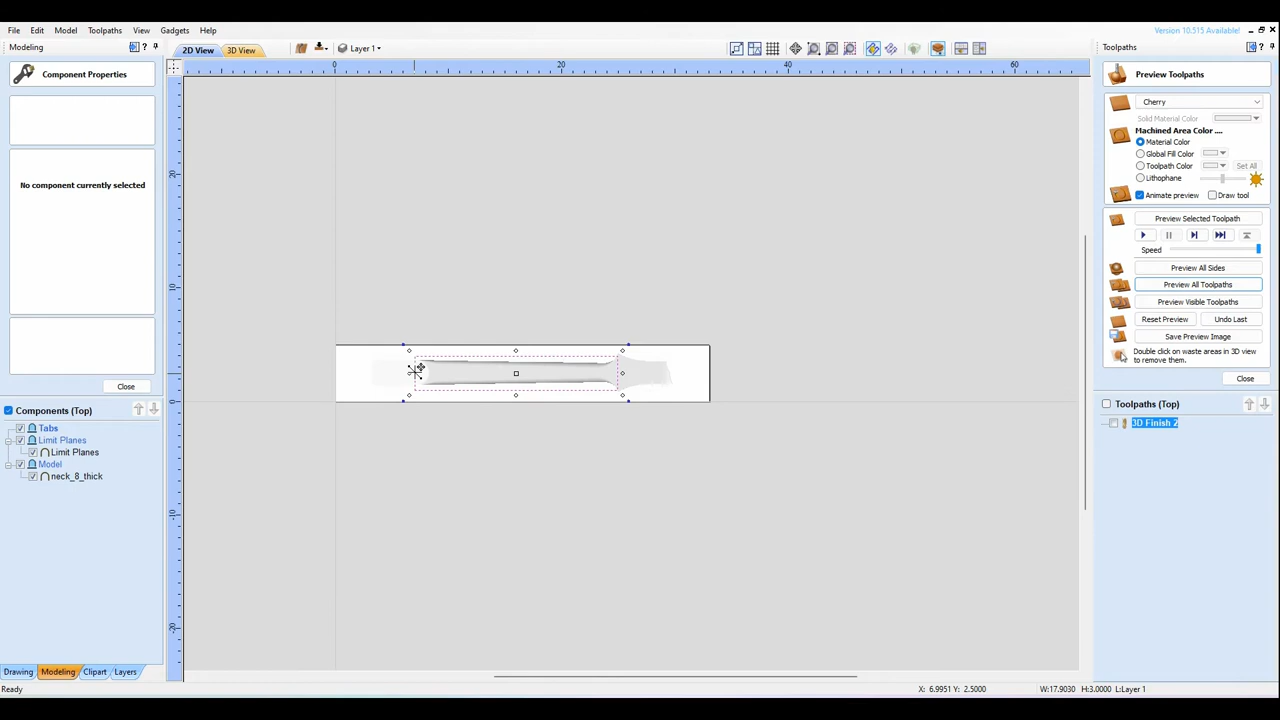 File Edit Model Toolpaths View Gadgets Help
Version 10.515 Available!
Modeling
?
2D View
3D View
Layer 1
Toolpaths
?
Component Properties
No component currently selected
Close
Components (Top)
Tabs
Limit Planes
Limit Planes
Model
neck_8_thick
Drawing Modeling Clipart Layers
Ready
0 20 40 60
20
10
0
-10
-20
Preview Toolpaths
Cherry
Solid Material Color
Machined Area Color ....
Material Color
Global Fill Color
Toolpath Color
Set All
Lithophane
Animate preview
Draw tool
Preview Selected Toolpath
Speed
Preview All Sides
Preview All Toolpaths
Preview Visible Toolpaths
Reset Preview
Undo Last
Save Preview Image
Double click on waste areas in 3D view
to remove them.
Close
Toolpaths (Top)
3D Finish 2
X: 6.9951 Y: 2.5000
W:17.9030 H:3.0000 L:Layer 1